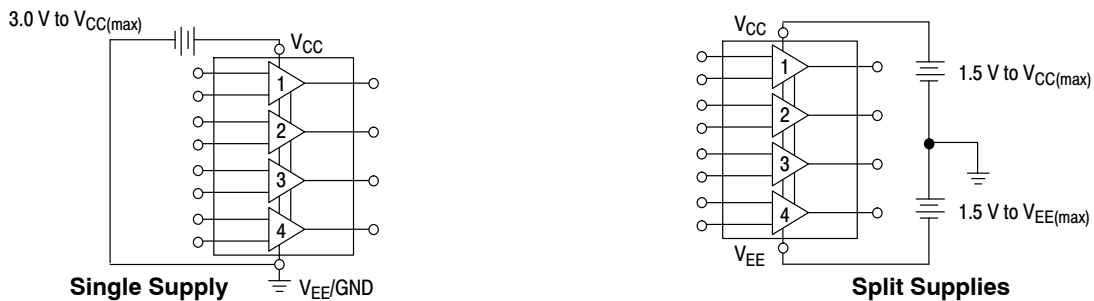 3.0 V to VCC(max)
VCC
1
2
3
4
VEE/GND
Single Supply
VCC
1
2
3
4
VEE
1.5 V to VCC(max)
1.5 V to VEE(max)
Split Supplies